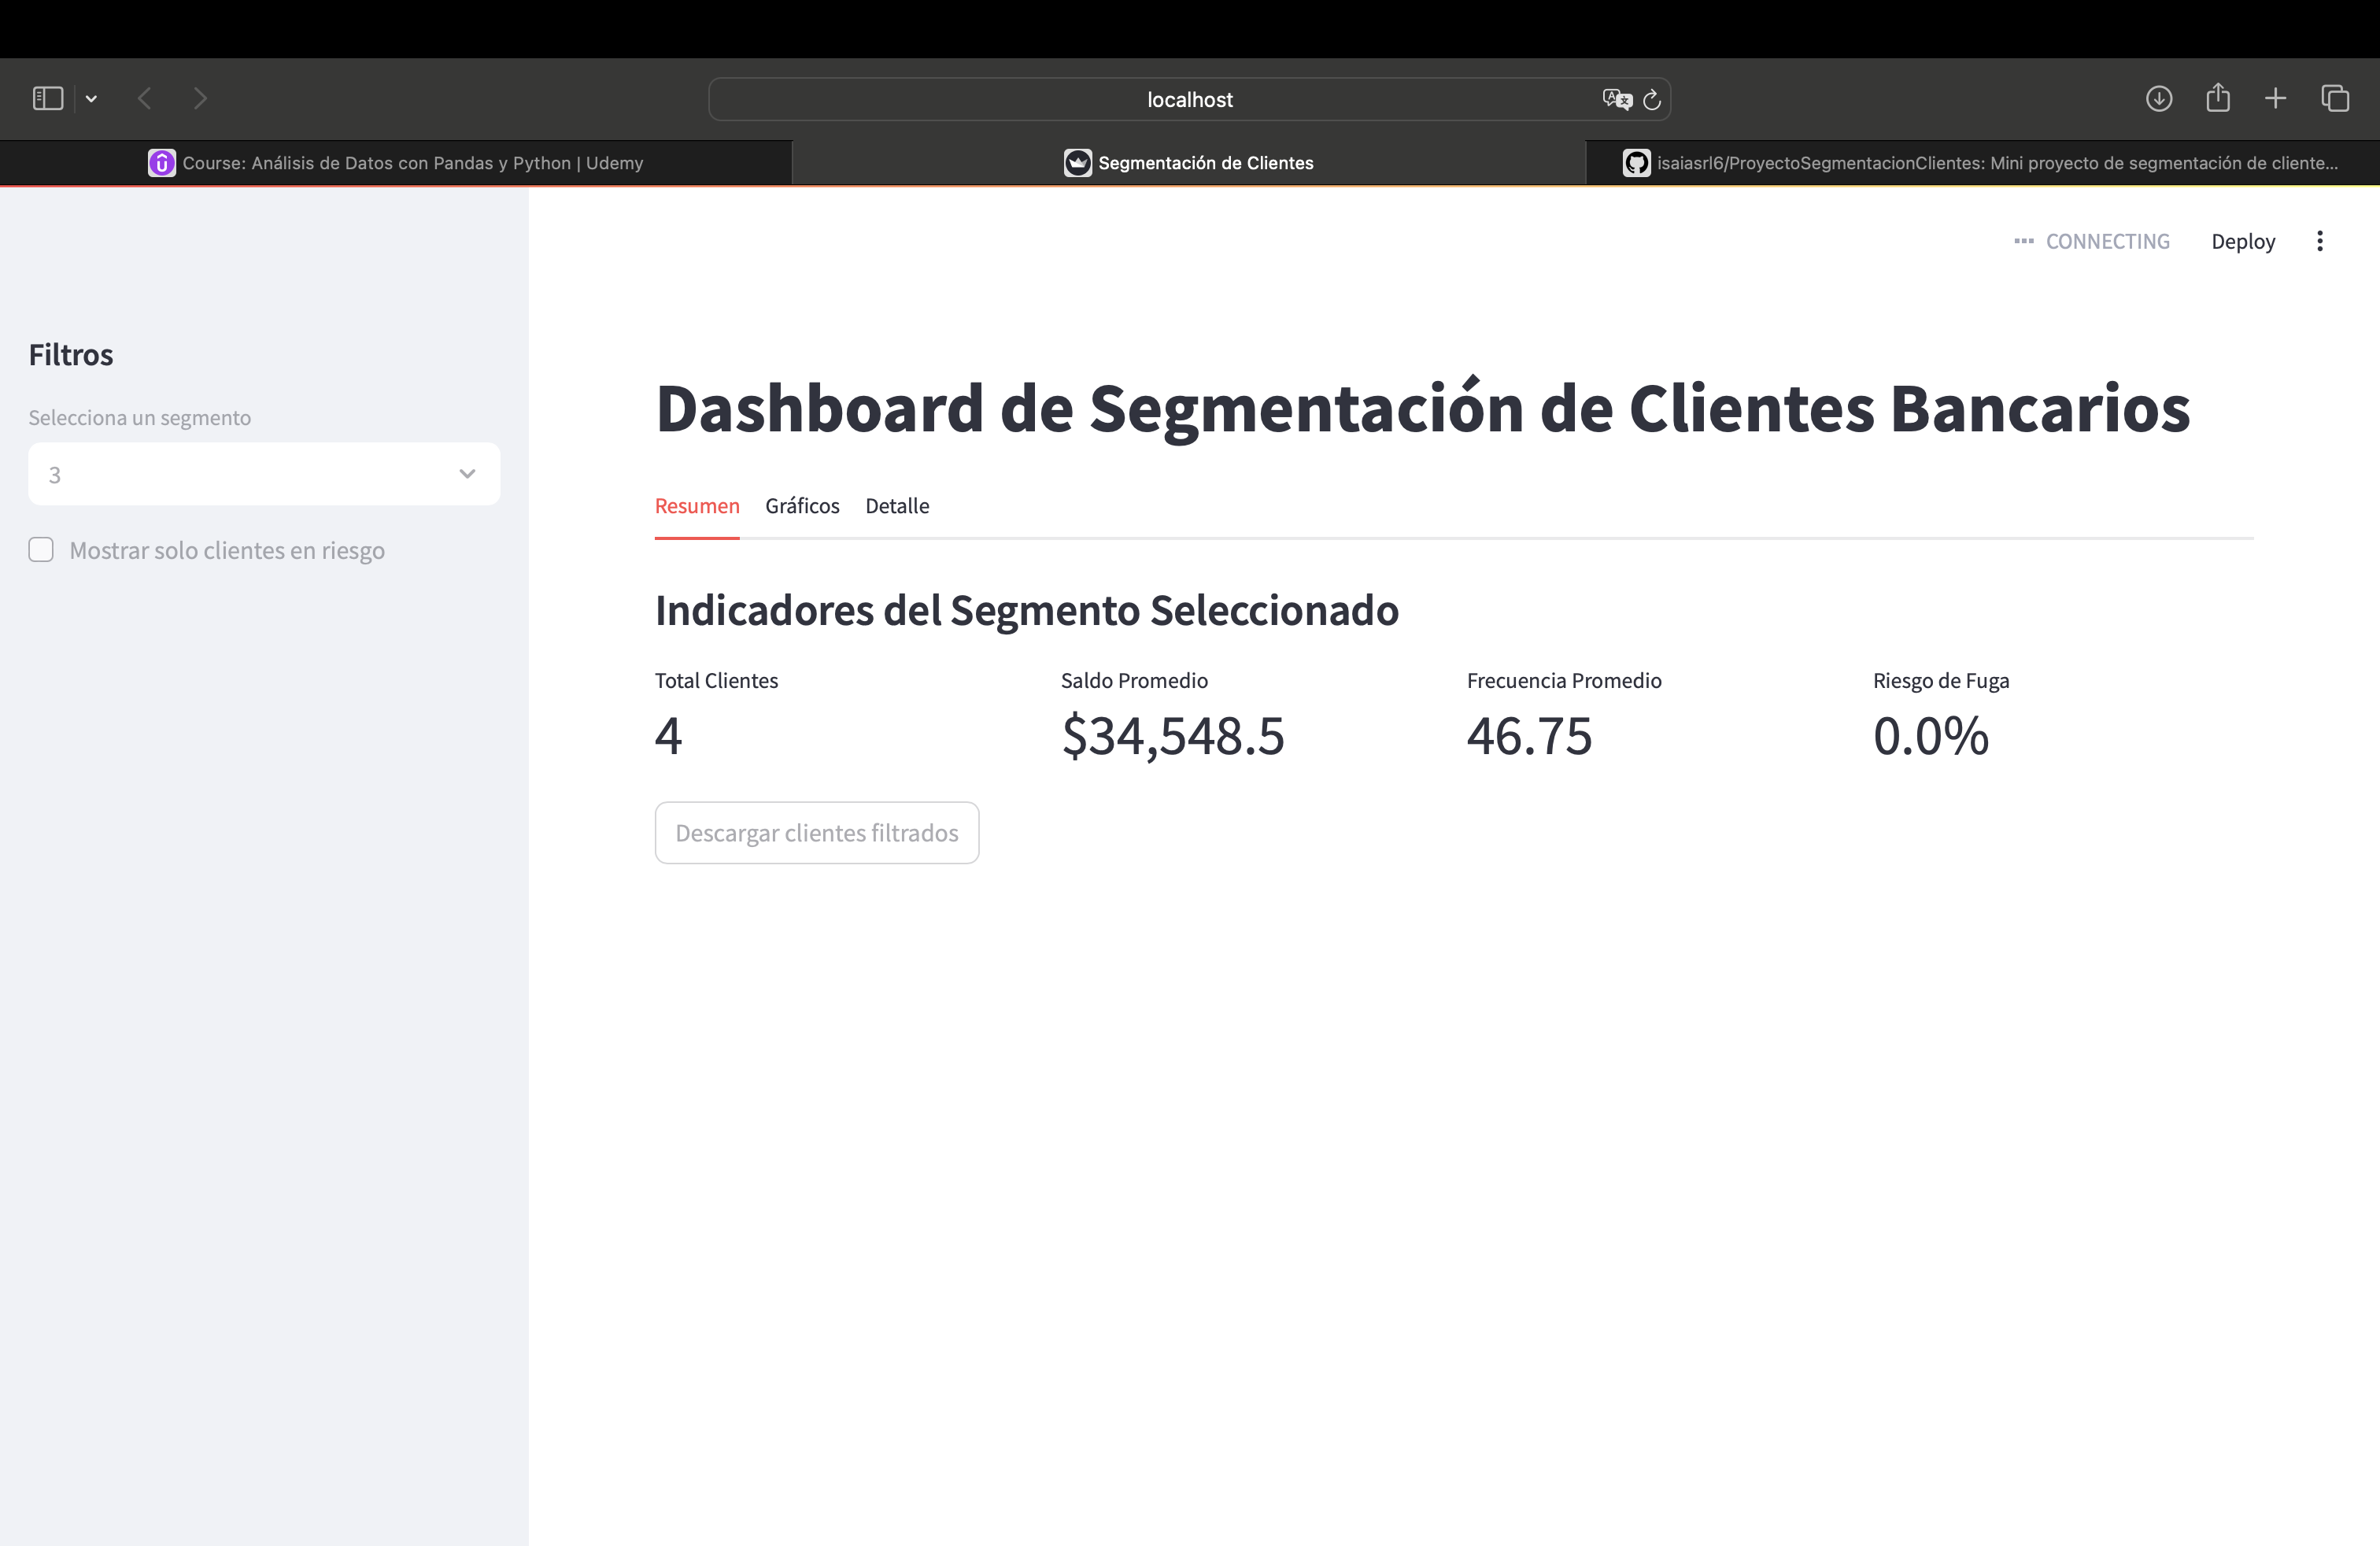 localhost
Course: Análisis de Datos con Pandas y Python | Udemy
Segmentación de Clientes
isaiasrl6/ProyectoSegmentacionClientes: Mini proyecto de segmentación de cliente...
CONNECTING
Deploy
Filtros
Selecciona un segmento
3
Mostrar solo clientes en riesgo
Dashboard de Segmentación de Clientes Bancarios
Resumen
Gráficos
Detalle
Indicadores del Segmento Seleccionado
Total Clientes
4
Saldo Promedio
$34,548.5
Frecuencia Promedio
46.75
Riesgo de Fuga
0.0%
Descargar clientes filtrados